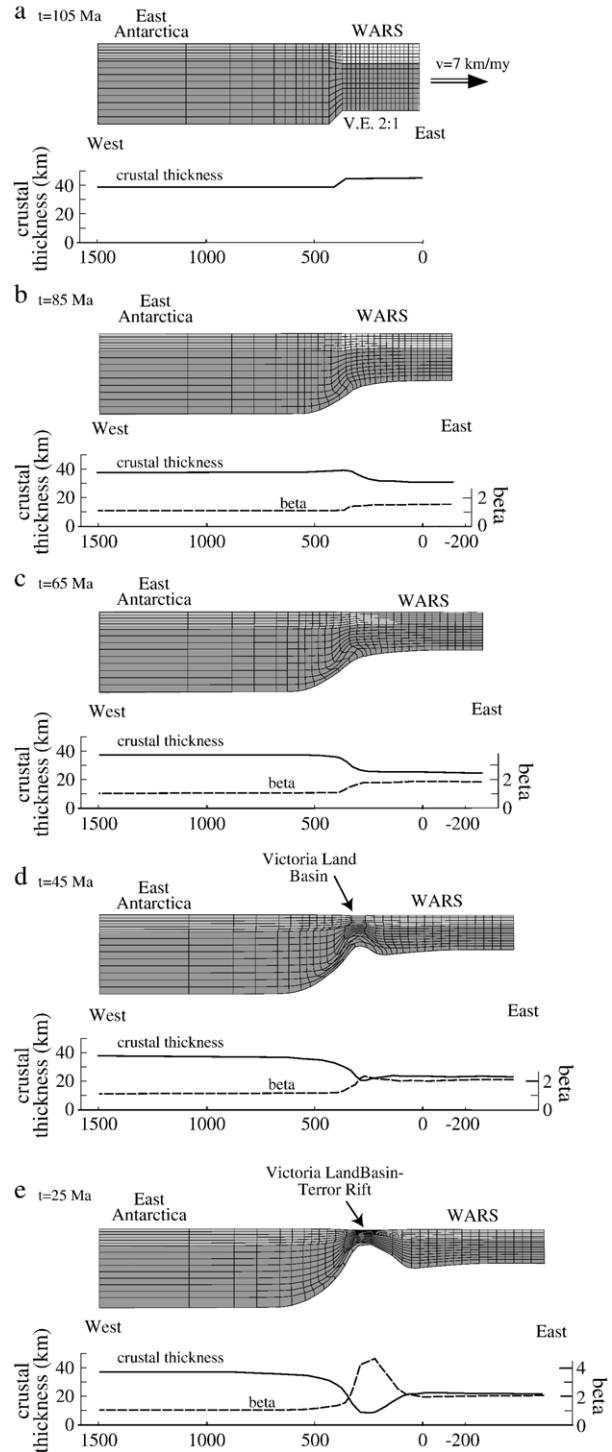 a t=105 Ma
East
Antarctica
WARS
v=7 km/my
V.E. 2:1
West
East
crustal
thickness (km)
40
20
0
crustal thickness
1500 1000 500 0
b t=85 Ma
East
Antarctica
WARS
West
East
crustal
thickness (km)
40
20
0
crustal thickness
beta
2
0
beta
1500 1000 500 0 -200
c t=65 Ma
East
Antarctica
WARS
West
East
crustal
thickness (km)
40
20
0
crustal thickness
beta
2
0
beta
1500 1000 500 0 -200
d t=45 Ma
Victoria Land
Basin
East
Antarctica
WARS
West
East
crustal
thickness (km)
40
20
0
crustal thickness
beta
2
0
beta
1500 1000 500 0 -200
e t=25 Ma
Victoria LandBasin-
Terror Rift
East
Antarctica
WARS
West
East
crustal
thickness (km)
40
20
0
crustal thickness
beta
4
2
0
beta
1500 1000 500 0 -200